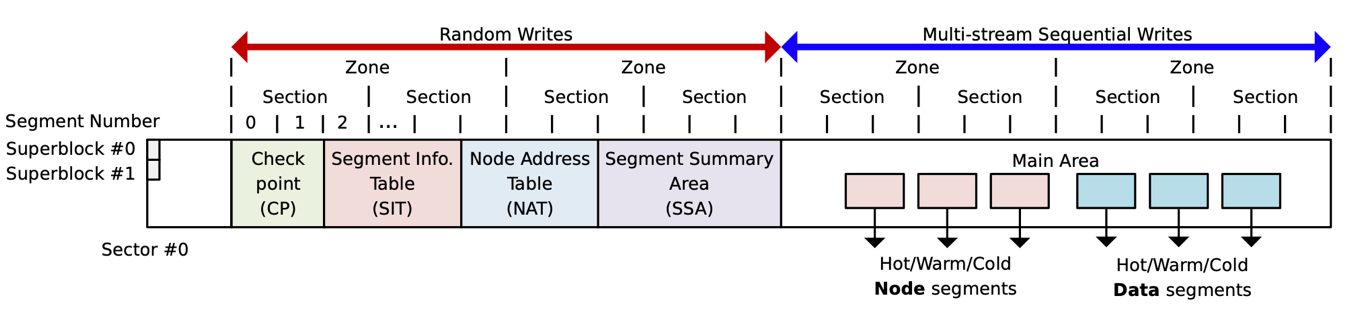 Random Writes
Multi-stream Sequential Writes
Zone
Zone
Zone
Zone
Section
Section
Section
Section
Section
Section
Section
Section
Segment Number
0
1
2
...
Superblock #0
Superblock #1
Check
point
(CP)
Segment Info.
Table
(SIT)
Node Address
Table
(NAT)
Segment Summary
Area
(SSA)
Main Area
Sector #0
Hot/Warm/Cold
Node segments
Hot/Warm/Cold
Data segments